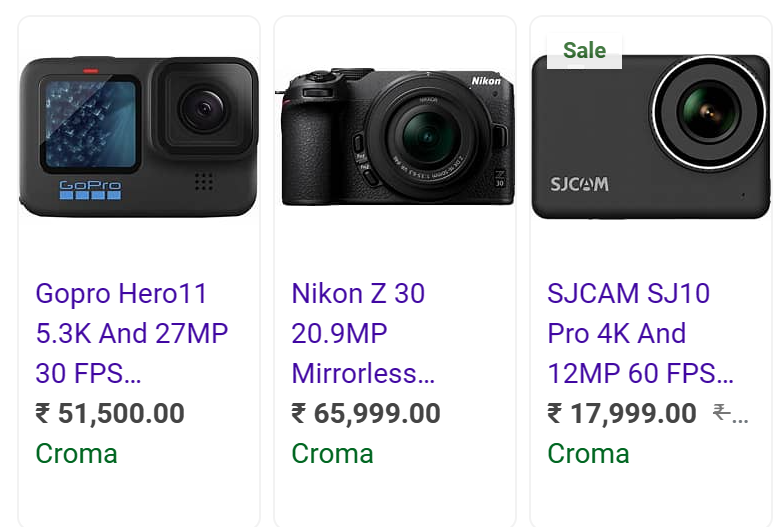 GoPro
Gopro Hero11
5.3K And 27MP
30 FPS...
₹ 51,500.00
Croma
Nikon
Z
30
Nikon Z 30
20.9MP
Mirrorless...
₹ 65,999.00
Croma
Sale
SJCAM
SJCAM SJ10
Pro 4K And
12MP 60 FPS...
₹ 17,999.00 ₹...
Croma